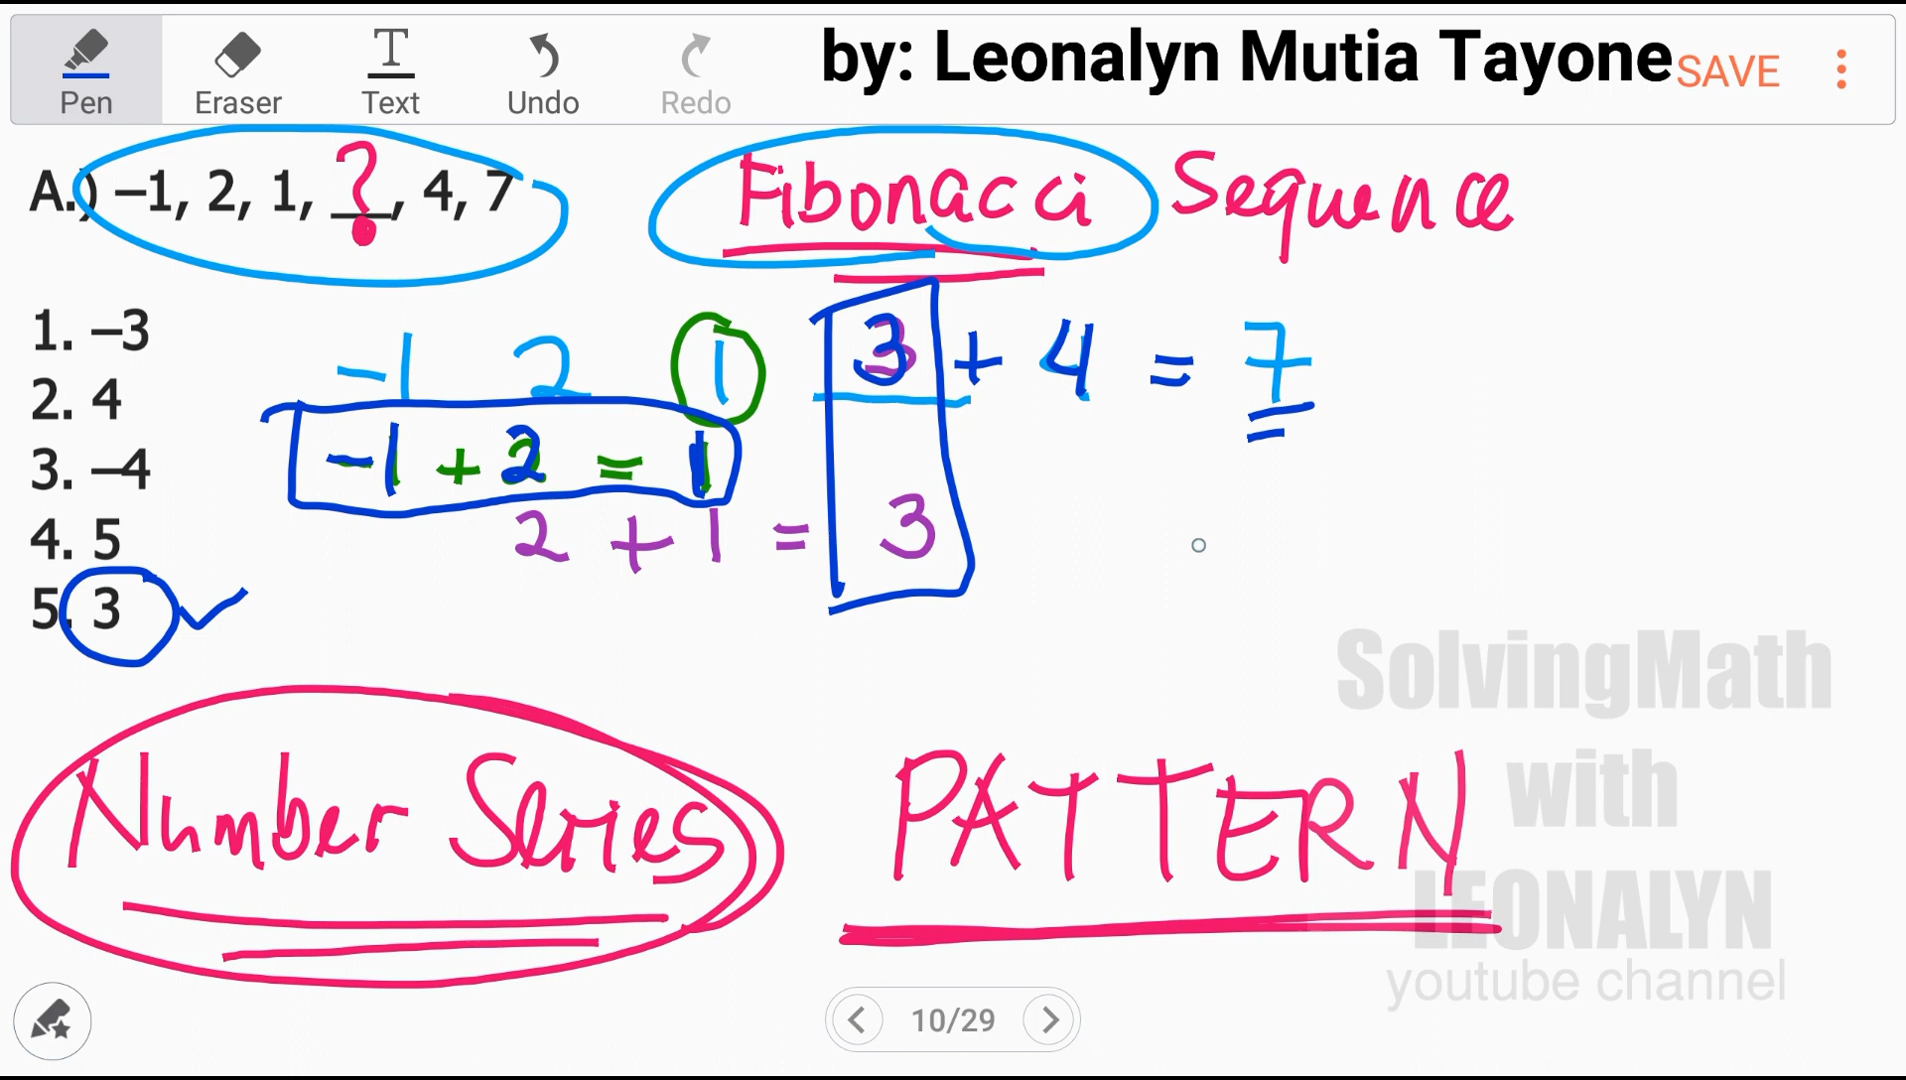 Pen Eraser Text Undo Redo by: Leonalyn Mutia Tayone SAVE
A.) –1, 2, 1, ?, 4, 7
Fibonacci Sequence
1. –3
2. 4
3. –4
4. 5
5. 3
-1 2 1 3 + 4 = 7
-1 + 2 = 1
2 + 1 = 3
SolvingMath
with
LEONALYN
youtube channel
Number Series
PATTERN
10/29